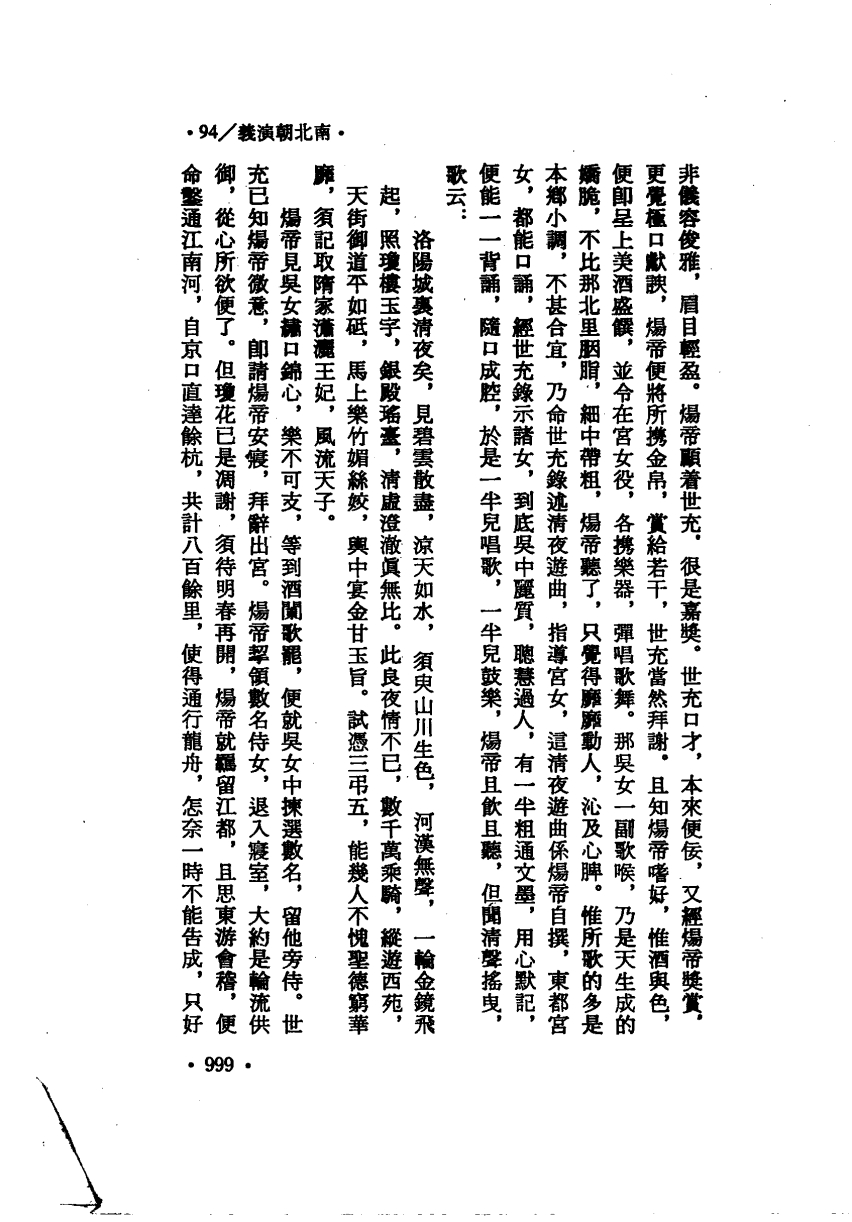 •94/義演朝北南•
非儀容俊雅，眉目輕盈。煬帝顧着世充，很是嘉獎。世充口才，本來便佞，又經煬帝獎賞，
更覺極口獻諛，煬帝便將所携金帛，賞給若干，世充當然拜謝。且知煬帝嗜好，惟酒與色，
便卽呈上美酒盛饌，並令在宮女役，各携樂器，彈唱歌舞。那吳女一副歌喉，乃是天生成的
嬌脆，不比那北里胭脂，細中帶粗，煬帝聽了，只覺得靡靡動人，沁及心脾。惟所歌的多是
本鄉小調，不甚合宜，乃命世充錄述清夜遊曲，指導宮女，這清夜遊曲係煬帝自撰，東都宮
女，都能口誦，經世充錄示諸女，到底吳中麗質，聰慧過人，有一半粗通文墨，用心默記，
便能一一背誦，隨口成腔，於是一半兒唱歌，一半兒鼓樂，煬帝且飲且聽，但聞清聲搖曳，
歌云：
洛陽城裏清夜矣，見碧雲散盡，涼天如水，須臾山川生色，河漢無聲，一輪金鏡飛
起，照瓊樓玉宇，銀殿瑤臺，清虛澄澈眞無比。此良夜情不已，數千萬乘騎，縱遊西苑，
天街御道平如砥，馬上樂竹媚絲姣，輿中宴金甘玉旨。試憑三弔五，能幾人不愧聖德窮華
靡，須記取隋家瀟灑王妃，風流天子。
煬帝見吳女繡口錦心，樂不可支，等到酒闌歌罷，便就吳女中揀選數名，留他旁侍。世
充已知煬帝微意，卽請煬帝安寢，拜辭出宮。煬帝挈領數名侍女，退入寢室，大約是輪流供
御，從心所欲便了。但瓊花已是凋謝，須待明春再開，煬帝就羈留江都，且思東游會稽，便
命鑿通江南河，自京口直達餘杭，共計八百餘里，使得通行龍舟，怎奈一時不能告成，只好
•999•